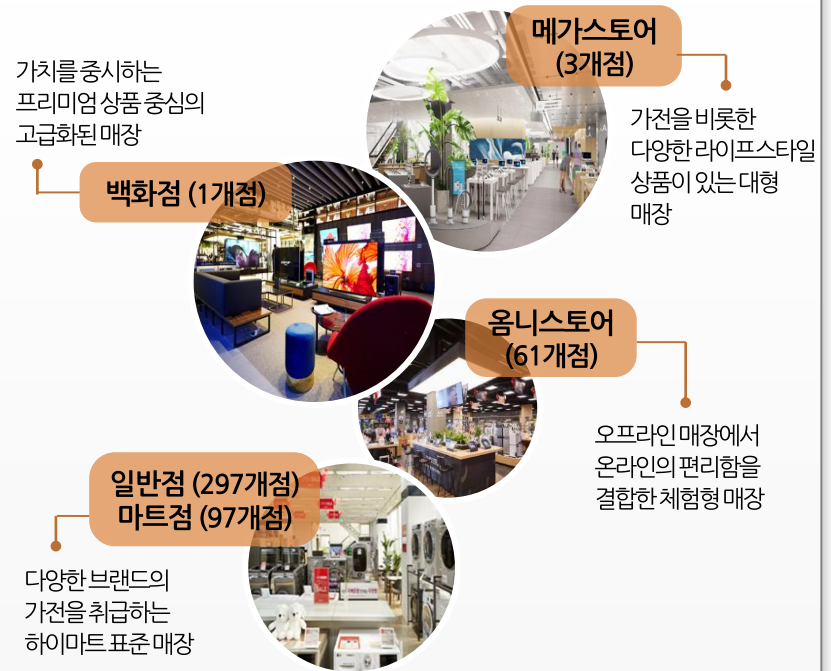 메가스토어
(3개점)
가전을 비롯한
다양한 라이프스타일
상품이 있는 대형
매장
가치를 중시하는
프리미엄 상품 중심의
고급화된 매장
백화점 (1개점)
옴니스토어
(61개점)
오프라인 매장에서
온라인의 편리함을
결합한 체험형 매장
일반점 (297개점)
마트점 (97개점)
다양한 브랜드의
가전을 취급하는
하이마트 표준 매장